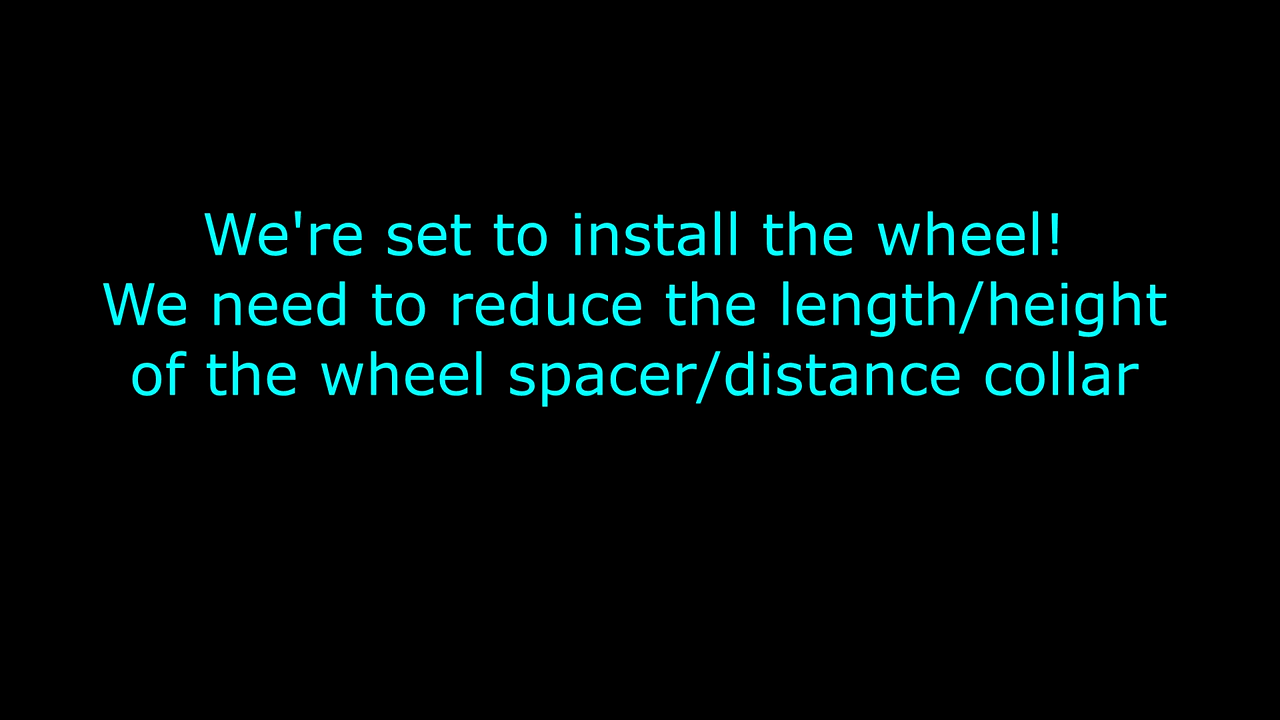 We're set to install the wheel!
We need to reduce the length/height
of the wheel spacer/distance collar